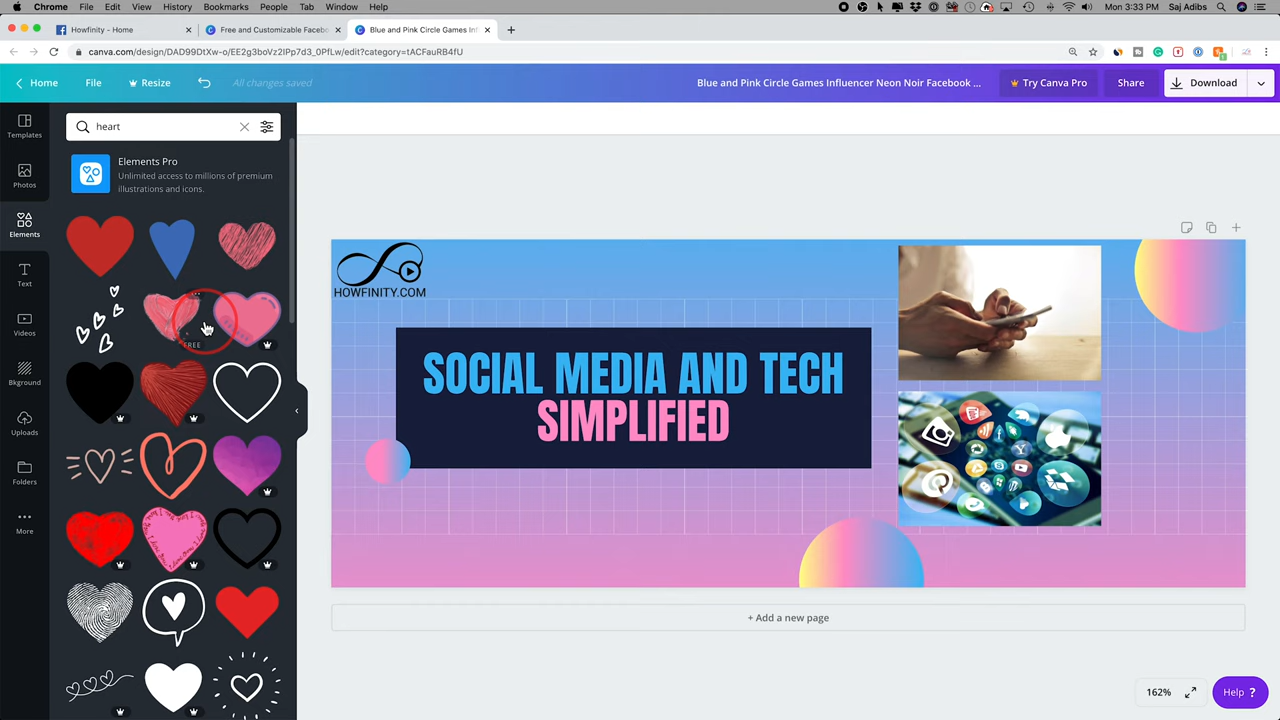 Chrome File Edit View History Bookmarks People Tab Window Help
Mon 3:33 PM Adibs
Howfinity - Home
Free and Customizable Facebo
Blue and Pink Circle Games Inf
canva.com/design/DAD99DtXw-o/EE2g3boVz2IPp7d3_0PfLw/edit?category=tACFauRB4fU
Home File Resize All changes saved
Blue and Pink Circle Games Influencer Neon Noir Facebook ... Try Canva Pro Share Download
heart
Templates
Photos
Elements
Text
Videos
Bkground
Uploads
Folders
More
Elements Pro
Unlimited access to millions of premium
illustrations and icons.
FREE
HOWFINITY.COM
SOCIAL MEDIA AND TECH
SIMPLIFIED
+ Add a new page
162%
Help ?